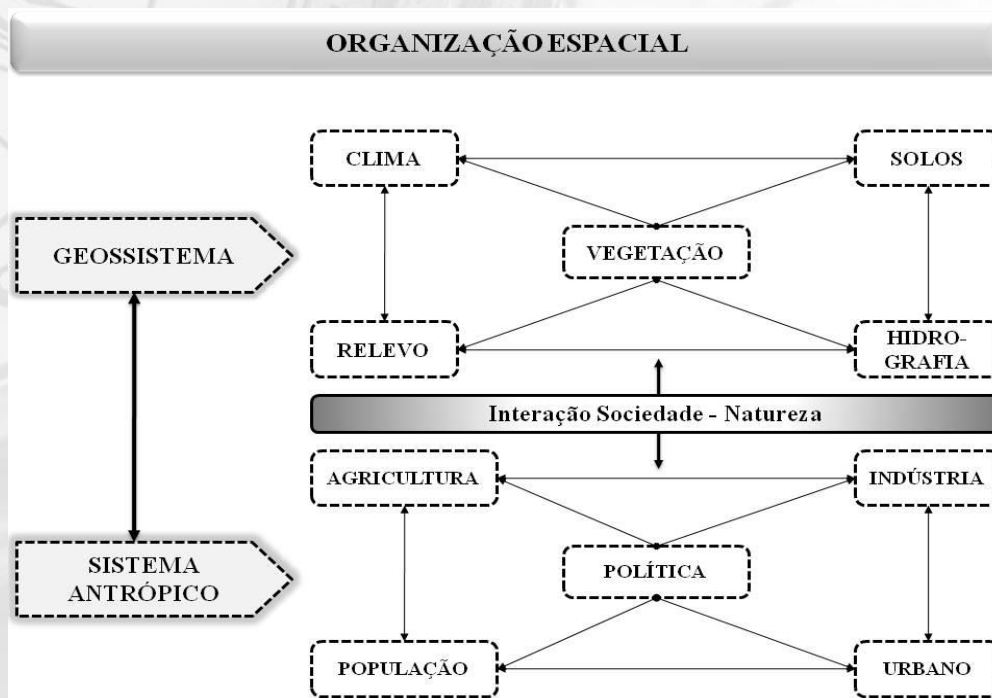 ORGANIZAÇÃO ESPACIAL
CLIMA
SOLOS
GEOSSISTEMA
VEGETAÇÃO
RELEVO
HIDRO-
GRAFIA
Interação Sociedade - Natureza
AGRICULTURA
INDÚSTRIA
SISTEMA
ANTRÓPICO
POLÍTICA
POPULAÇÃO
URBANO